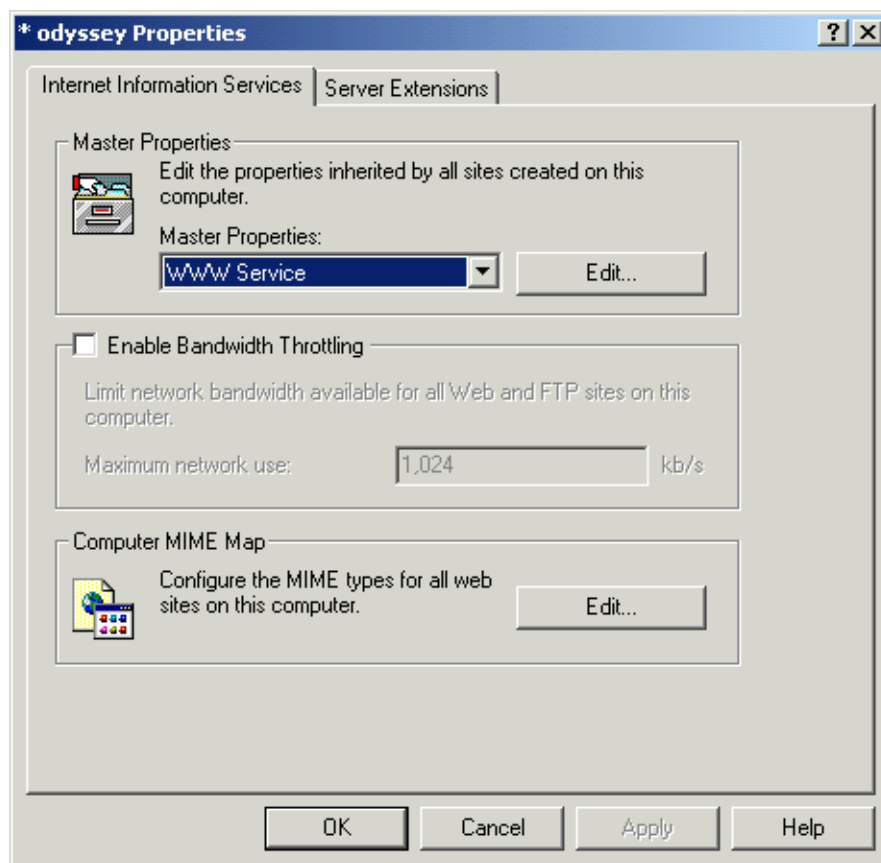 * odyssey Properties
Internet Information Services
Server Extensions
Master Properties
Edit the properties inherited by all sites created on this
computer.
Master Properties:
WWW Service
Edit...
Enable Bandwidth Throttling
Limit network bandwidth available for all Web and FTP sites on this
computer.
Maximum network use:
1,024
kb/s
Computer MIME Map
Configure the MIME types for all web
sites on this computer.
Edit...
OK
Cancel
Apply
Help